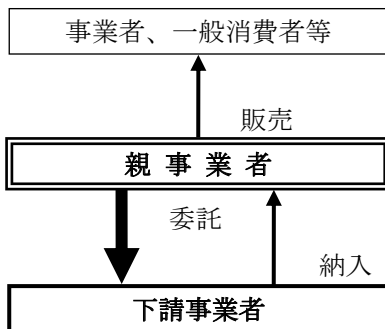 事業者、一般消費者等
販売
親 事 業 者
委託
納入
下請事業者